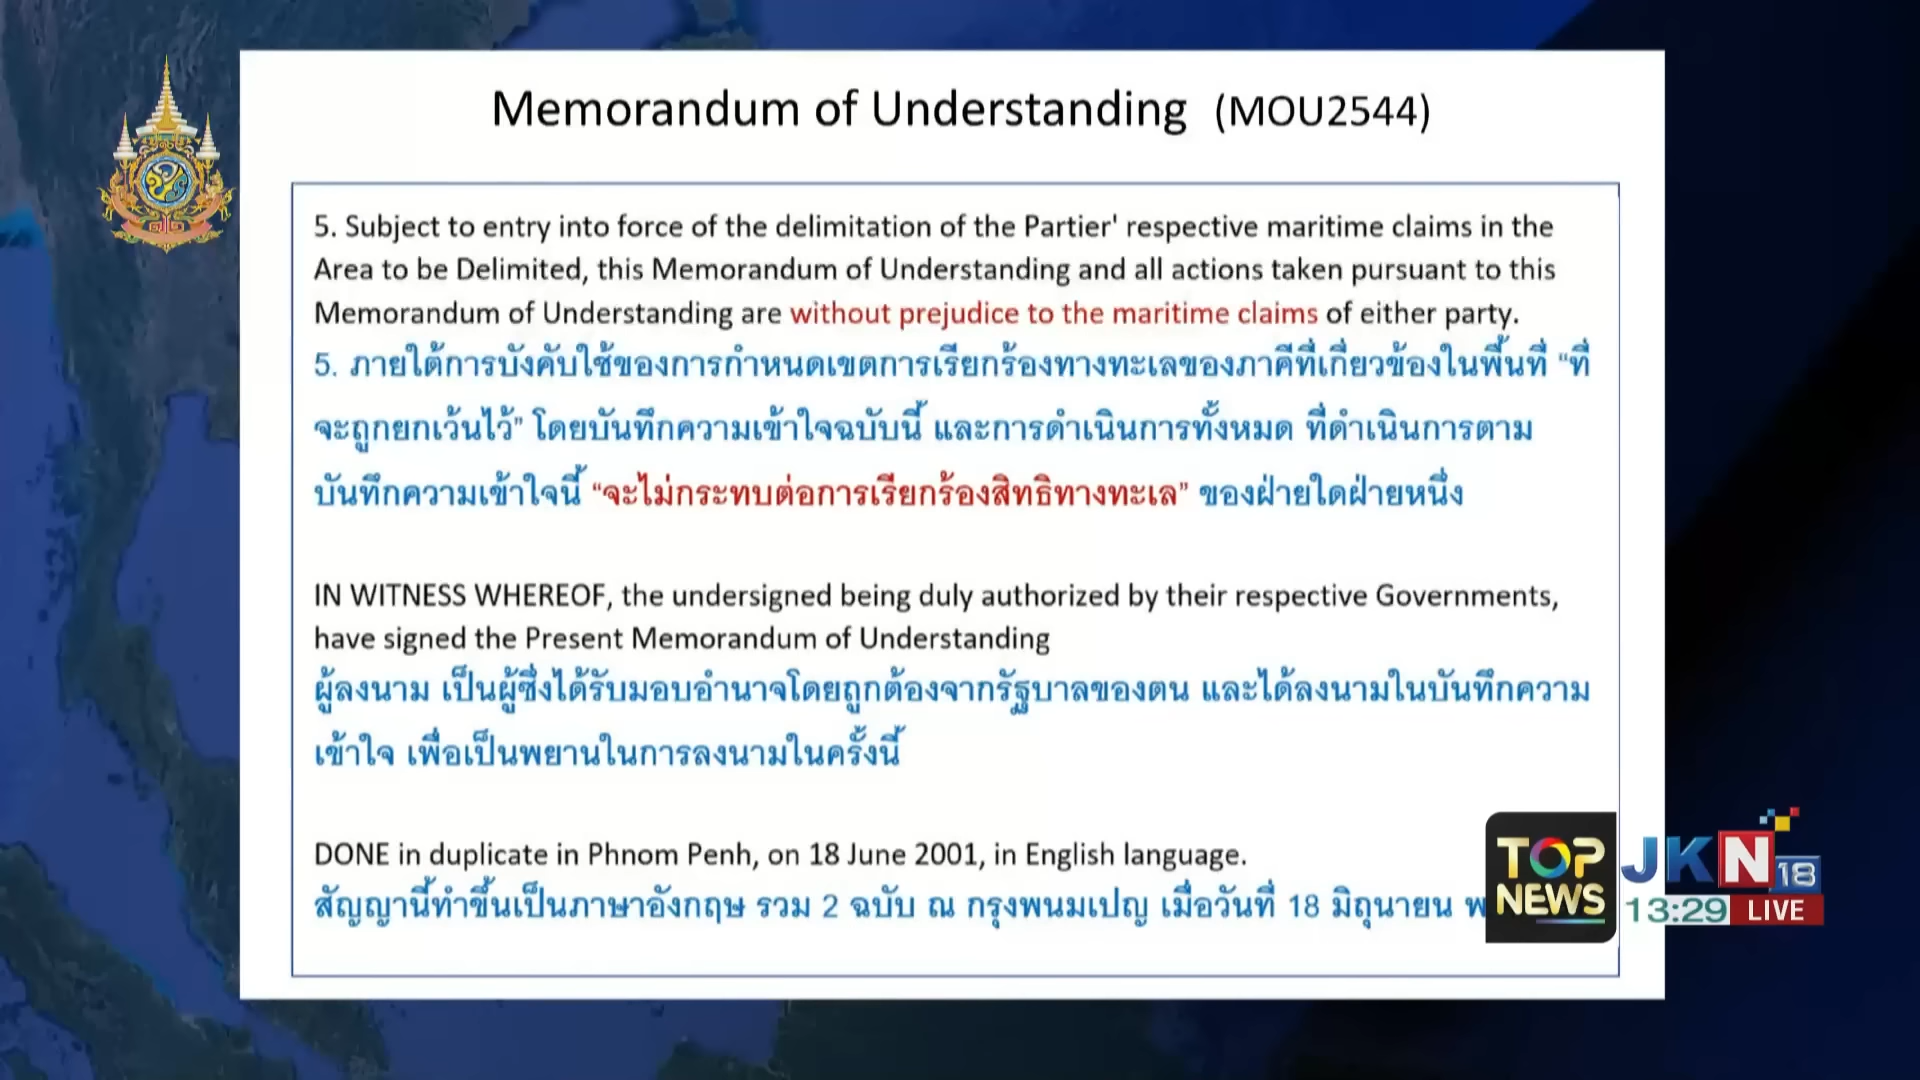 Memorandum of Understanding (MOU2544)
5. Subject to entry into force of the delimitation of the Partier' respective maritime claims in the
Area to be Delimited, this Memorandum of Understanding and all actions taken pursuant to this
Memorandum of Understanding are without prejudice to the maritime claims of either party.
5. ภายใต้การบังคับใช้ของการกำหนดเขตการเรียกร้องทางทะเลของภาคีที่เกี่ยวข้องในพื้นที่ “ที่
จะถูกยกเว้นไว้” โดยบันทึกความเข้าใจฉบับนี้ และการดำเนินการทั้งหมด ที่ดำเนินการตาม
บันทึกความเข้าใจนี้ “จะไม่กระทบต่อการเรียกร้องสิทธิทางทะเล” ของฝ่ายใดฝ่ายหนึ่ง
IN WITNESS WHEREOF, the undersigned being duly authorized by their respective Governments,
have signed the Present Memorandum of Understanding
ผู้ลงนาม เป็นผู้ซึ่งได้รับมอบอำนาจโดยถูกต้องจากรัฐบาลของตน และได้ลงนามในบันทึกความ
เข้าใจ เพื่อเป็นพยานในการลงนามในครั้งนี้
DONE in duplicate in Phnom Penh, on 18 June 2001, in English language.
สัญญานี้ทำขึ้นเป็นภาษาอังกฤษ รวม 2 ฉบับ ณ กรุงพนมเปญ เมื่อวันที่ 18 มิถุนายน พ
TOP
NEWS
JKN 18
13:29 LIVE